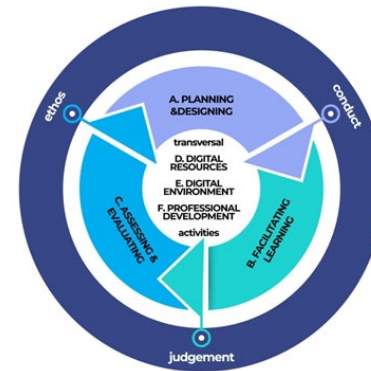 ethos
conduct
A. PLANNING
&DESIGNING
transversal
D. DIGITAL
RESOURCES
E. DIGITAL
ENVIRONMENT
F. PROFESSIONAL
DEVELOPMENT
activities
C. ASSESSING &
EVALUATING
B. FACILITATING
LEARNING
judgement